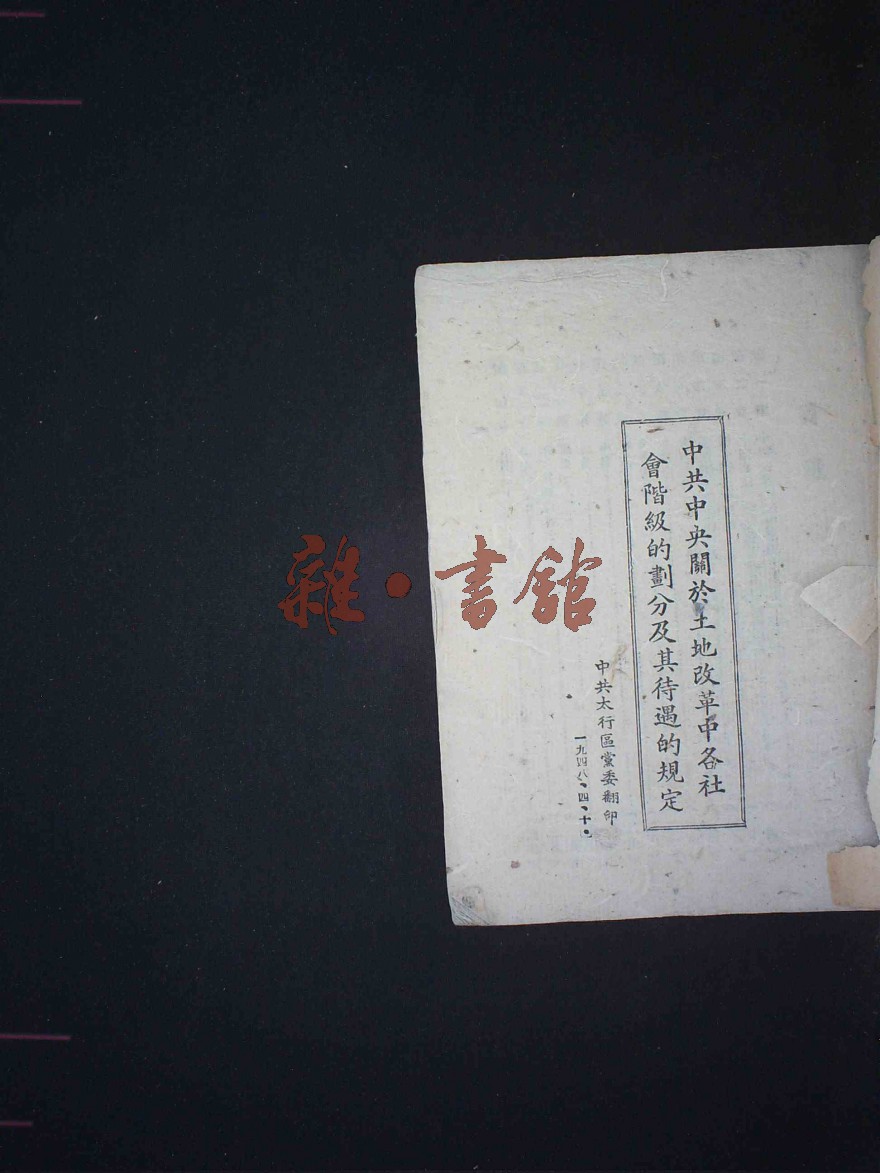 中共中央關於土地改革中各社
會階級的劃分及其待遇的規定
中共太行區黨委翻印
一九四八、四、十、
雜·書館